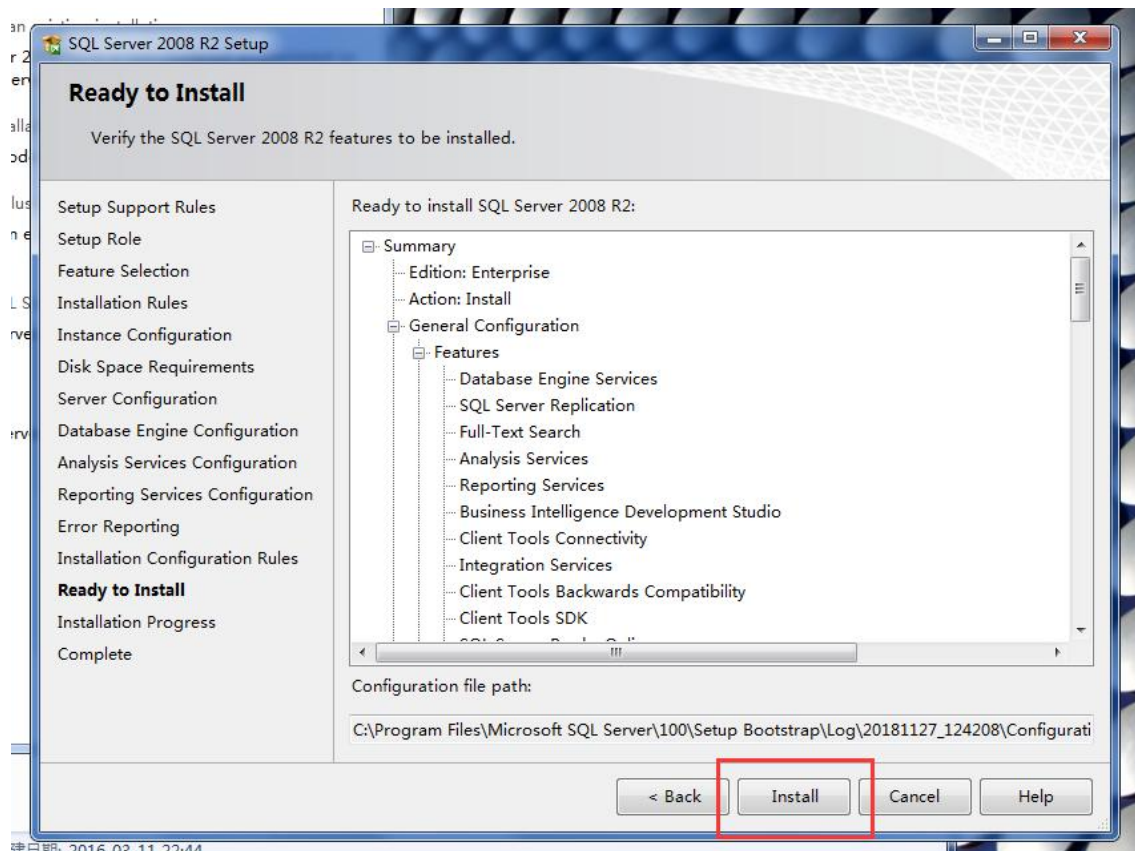 SQL Server 2008 R2 Setup
Ready to Install
Verify the SQL Server 2008 R2 features to be installed.
Setup Support Rules
Setup Role
Feature Selection
Installation Rules
Instance Configuration
Disk Space Requirements
Server Configuration
Database Engine Configuration
Analysis Services Configuration
Reporting Services Configuration
Error Reporting
Installation Configuration Rules
Ready to Install
Installation Progress
Complete
Ready to install SQL Server 2008 R2:
Summary
Edition: Enterprise
Action: Install
General Configuration
Features
Database Engine Services
SQL Server Replication
Full-Text Search
Analysis Services
Reporting Services
Business Intelligence Development Studio
Client Tools Connectivity
Integration Services
Client Tools Backwards Compatibility
Client Tools SDK
Configuration file path:
C:\Program Files\Microsoft SQL Server\100\Setup Bootstrap\Log\20181127_124208\Configurati
< Back
Install
Cancel
Help
2016-03-11 22:44